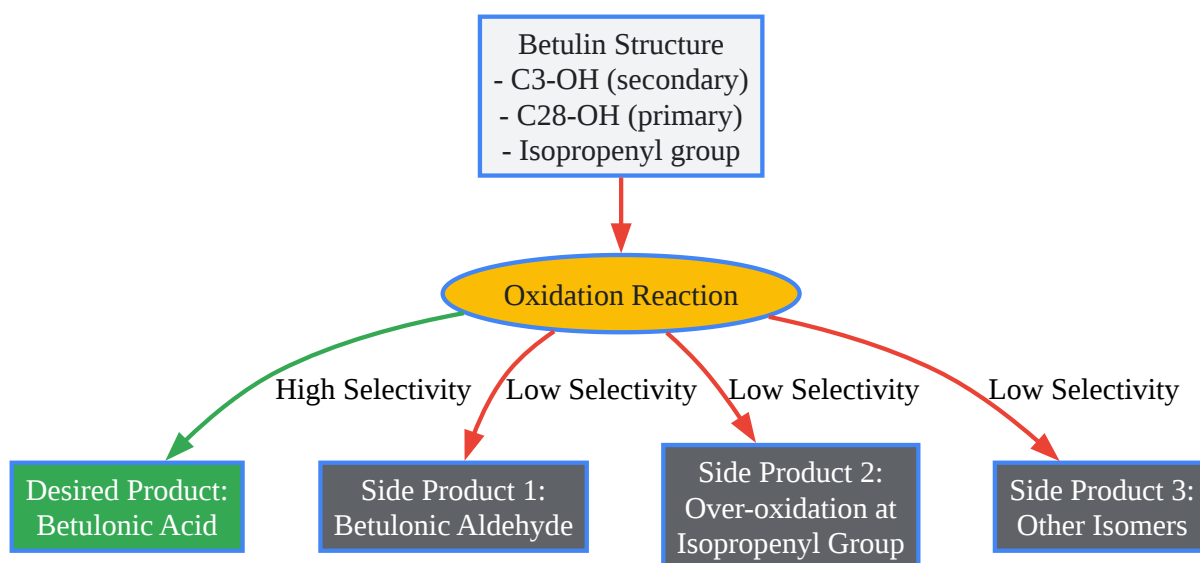 Betulin Structure
- C3-OH (secondary)
- C28-OH (primary)
- Isopropenyl group
Oxidation Reaction
High Selectivity
Low Selectivity
Low Selectivity
Low Selectivity
Desired Product:
Betulonic Acid
Side Product 1:
Betulonic Aldehyde
Side Product 2:
Over-oxidation at
Isopropenyl Group
Side Product 3:
Other Isomers